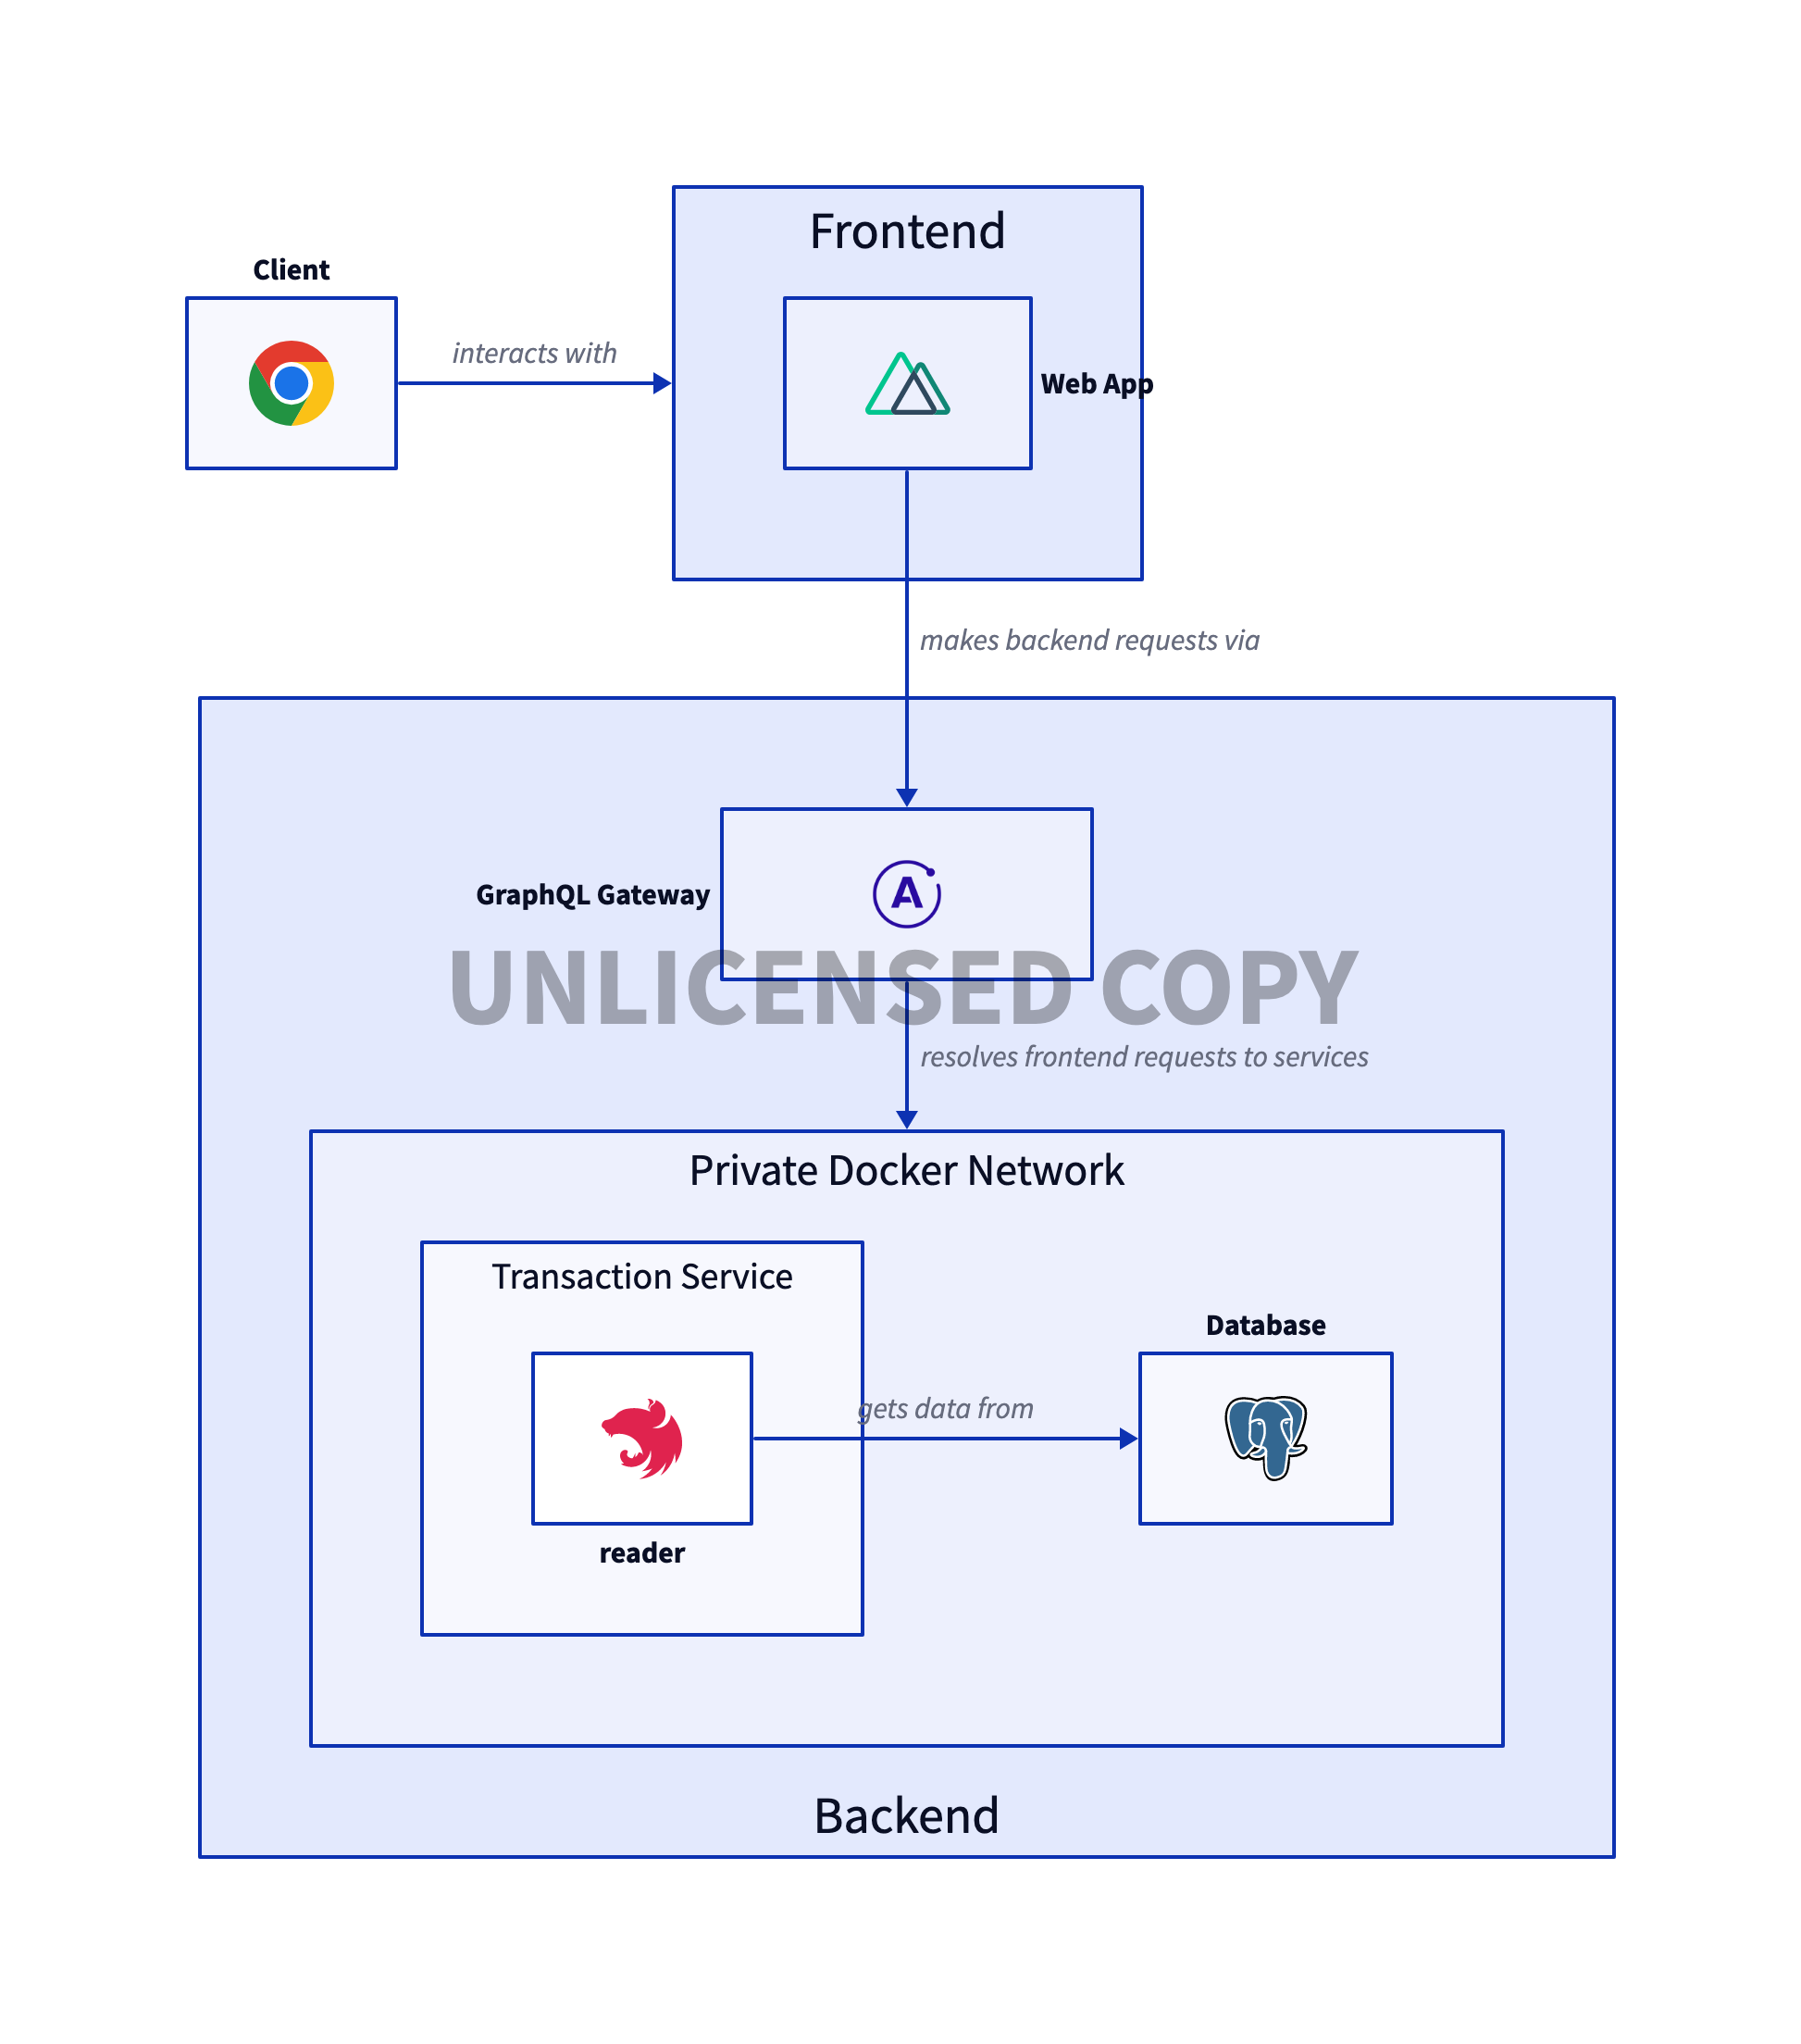 Frontend
Client
interacts with
Web App
makes backend requests via
A
GraphQL Gateway
UNLICENSED COPY
resolves frontend requests to services
Private Docker Network
Transaction Service
Database
gets data from
reader
Backend